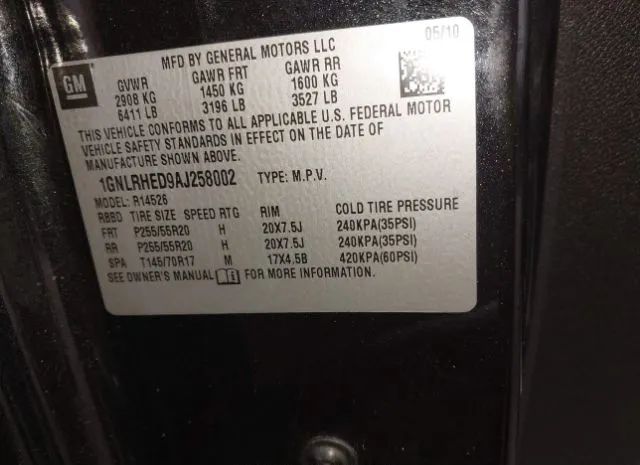 MFD BY GENERAL MOTORS LLC
05/10
GM
GVWR GAWR FRT GAWR RR
2908 KG 1450 KG 1600 KG
6411 LB 3196 LB 3527 LB
THIS VEHICLE CONFORMS TO ALL APPLICABLE U.S. FEDERAL MOTOR
VEHICLE SAFETY STANDARDS IN EFFECT ON THE DATE OF
MANUFACTURE SHOWN ABOVE.
1GNLRHED9AJ258002 TYPE: M.P.V.
MODEL: R14526
RBBD TIRE SIZE SPEED RTG RIM COLD TIRE PRESSURE
FRT P255/55R20 H 20X7.5J 240KPA(35PSI)
RR P255/55R20 H 20X7.5J 240KPA(35PSI)
SPA T145/70R17 M 17X4.5B 420KPA(60PSI)
SEE OWNER'S MANUAL FOR MORE INFORMATION.